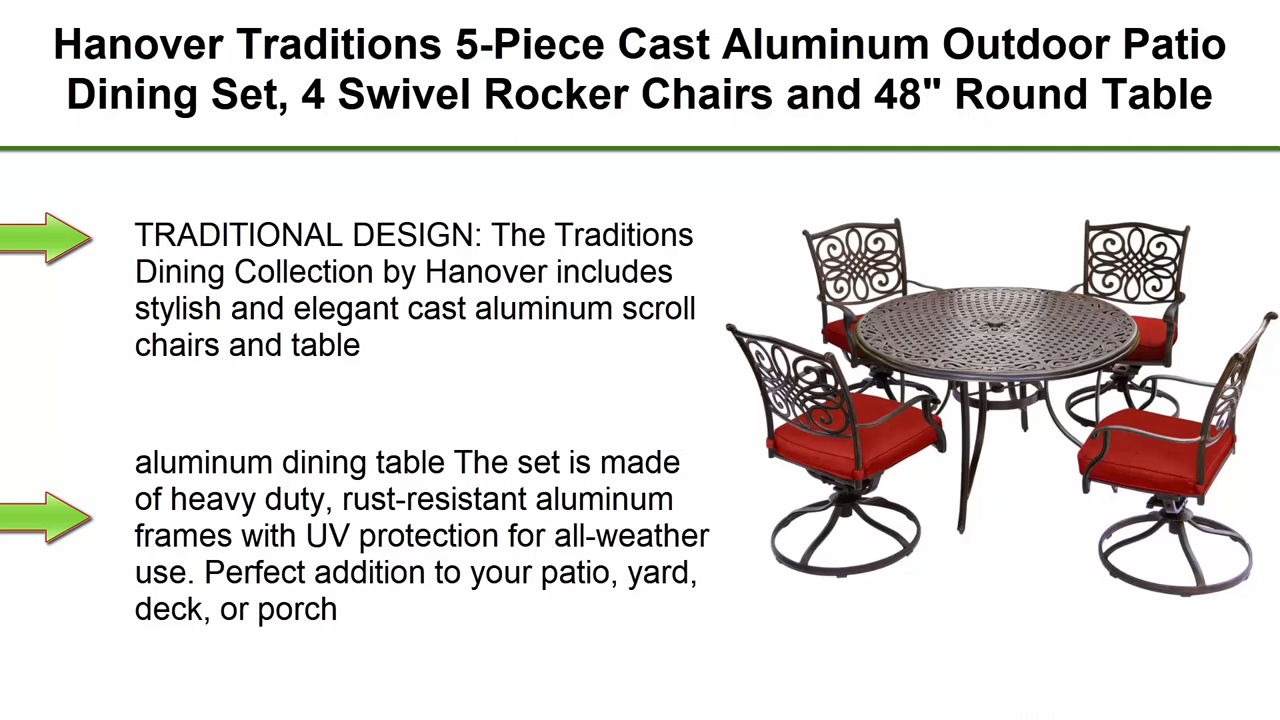 Hanover Traditions 5-Piece Cast Aluminum Outdoor Patio
Dining Set, 4 Swivel Rocker Chairs and 48" Round Table
TRADITIONAL DESIGN: The Traditions
Dining Collection by Hanover includes
stylish and elegant cast aluminum scroll
chairs and table
aluminum dining table The set is made
of heavy duty, rust-resistant aluminum
frames with UV protection for all-weather
use. Perfect addition to your patio, yard,
deck, or porch